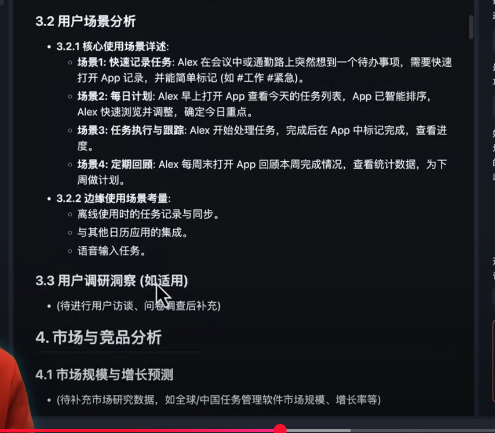 3.2 用户场景分析
• 3.2.1 核心使用场景详述:
◦ 场景1: 快速记录任务: Alex 在会议中或通勤路上突然想到一个待办事项，需要快速
打开 App 记录，并能简单标记 (如 #工作 #紧急)。
◦ 场景2: 每日计划: Alex 早上打开 App 查看今天的任务列表，App 已智能排序，
Alex 快速浏览并调整，确定今日重点。
◦ 场景3: 任务执行与跟踪: Alex 开始处理任务，完成后在 App 中标记完成，查看进
度。
◦ 场景4: 定期回顾: Alex 每周末打开 App 回顾本周完成情况，查看统计数据，为下
周做计划。
• 3.2.2 边缘使用场景考量:
◦ 离线使用时的任务记录与同步。
◦ 与其他日历应用的集成。
◦ 语音输入任务。
3.3 用户调研洞察 (如适用)
• (待进行用户访谈、问卷调查后补充)
4. 市场与竞品分析
4.1 市场规模与增长预测
• (待补充市场研究数据，如全球/中国任务管理软件市场规模、增长率等)